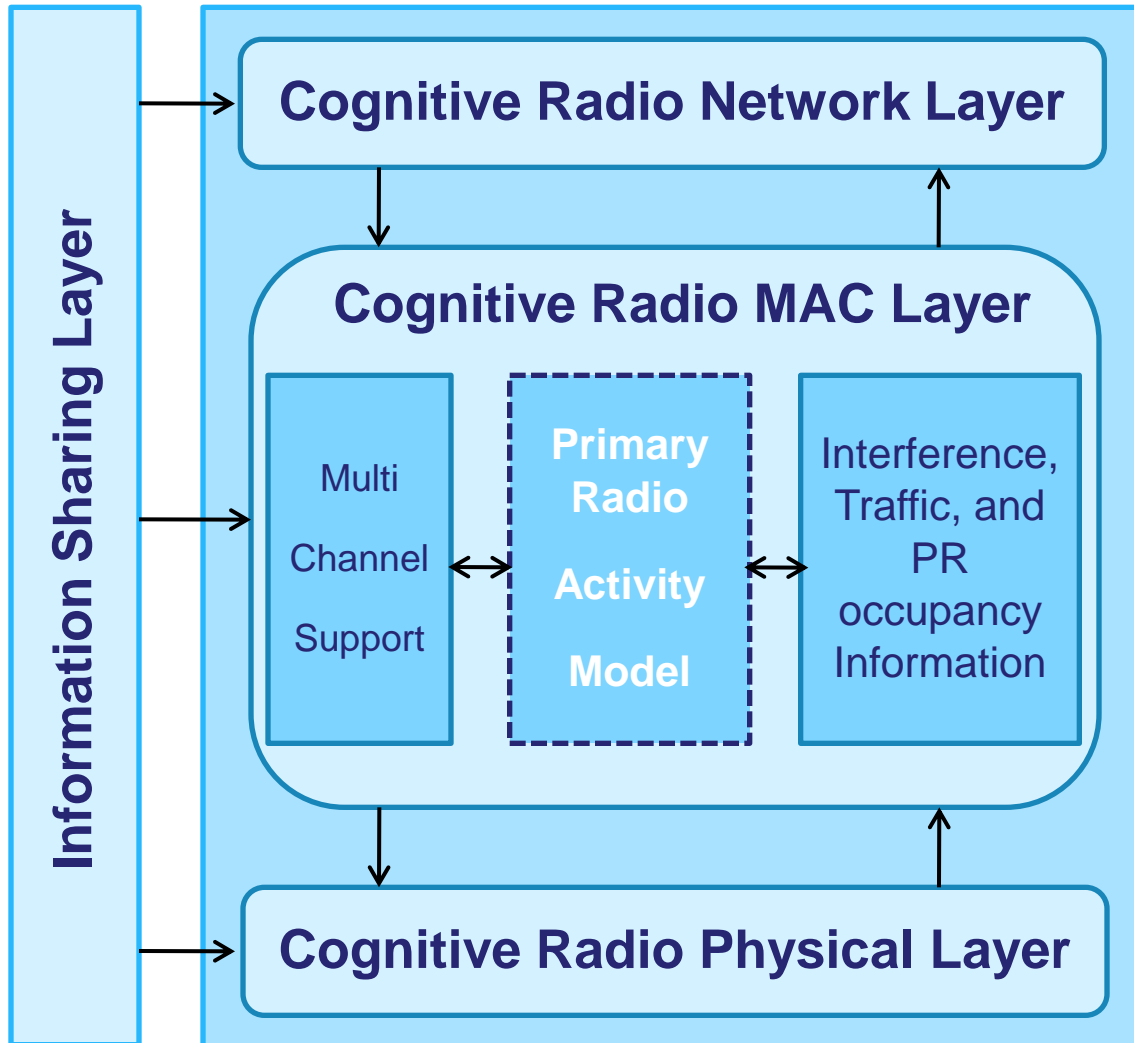 Information Sharing Layer
Cognitive Radio Network Layer
Cognitive Radio MAC Layer
Multi
Channel
Support
Primary
Radio
Activity
Model
Interference,
Traffic, and
PR
occupancy
Information
Cognitive Radio Physical Layer